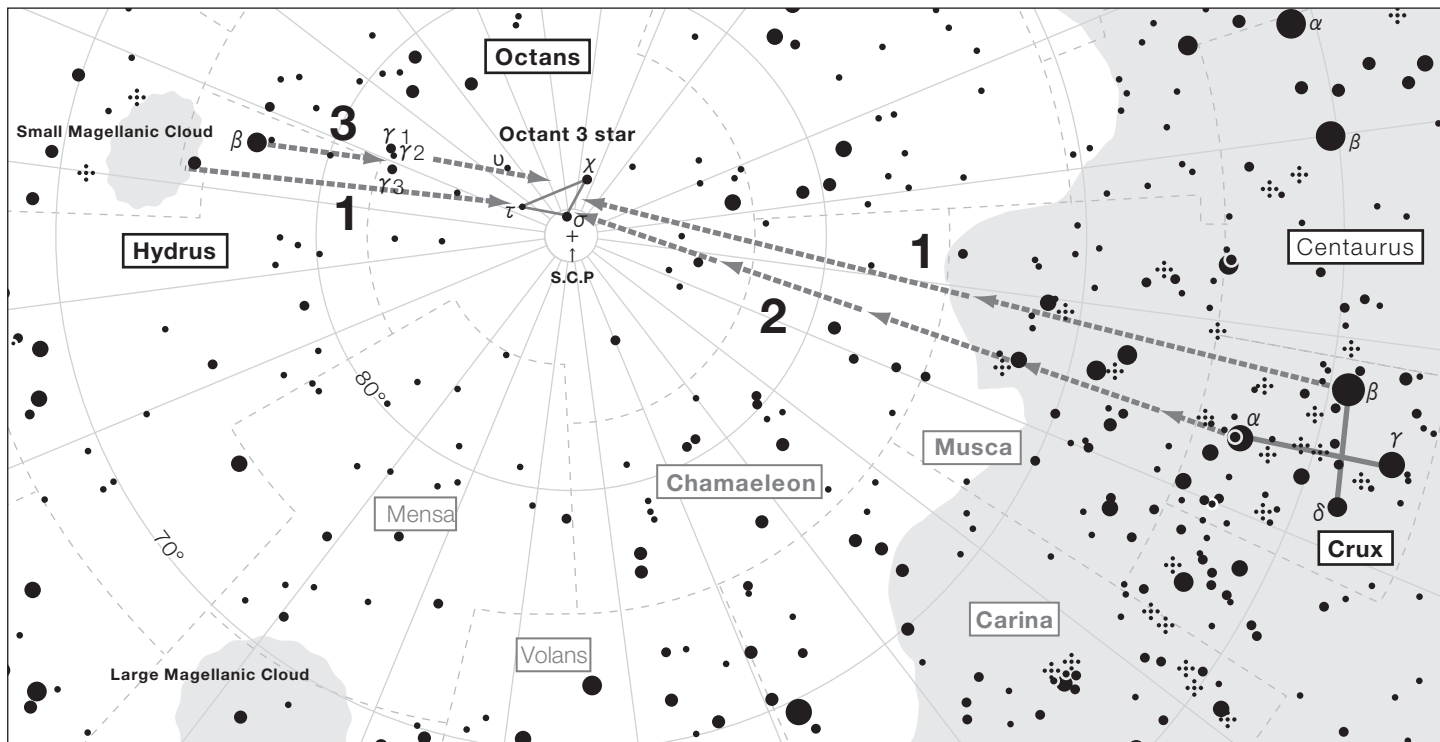 α
Octans
3
Small Magellanic Cloud
β
γ1
γ2
Octant 3 star
β
υ
χ
γ3
1
τ
σ
+
1
Hydrus
↑
S.C.P
Centaurus
2
80°
β
α
γ
Musca
Chamaeleon
Mensa
δ
70°
Crux
Carina
Volans
Large Magellanic Cloud